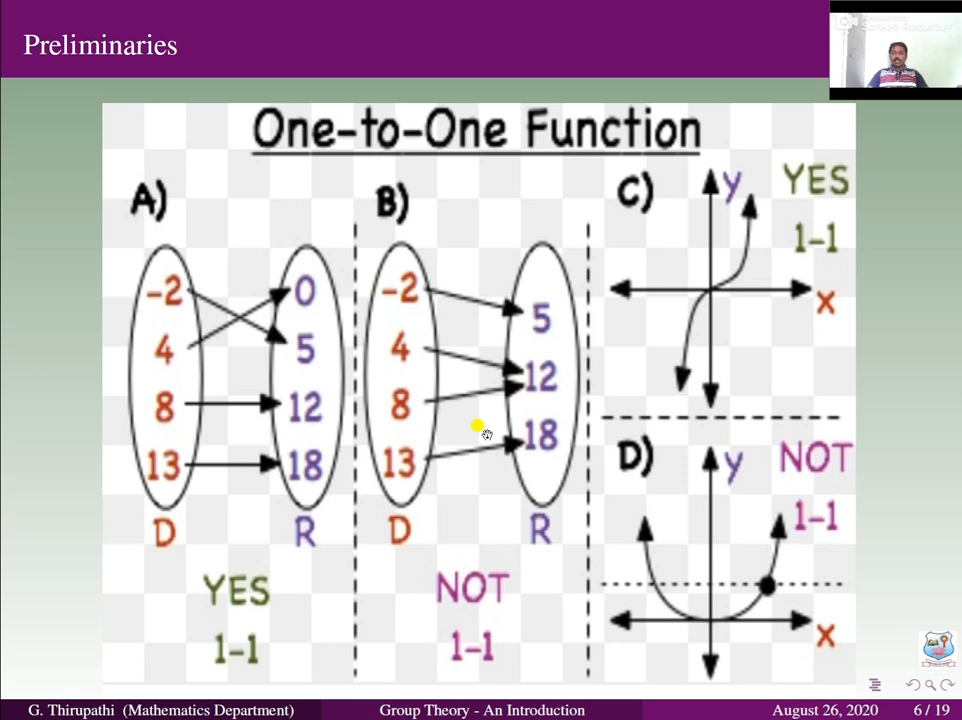 Preliminaries
One-to-One Function
A)
-2
4
8
13
D
0
5
12
18
R
YES
1-1
B)
-2
4
8
13
D
5
12
18
R
NOT
1-1
C)
y
x
YES
1-1
D)
y
x
NOT
1-1
G. Thirupathi (Mathematics Department) Group Theory - An Introduction August 26, 2020 6 / 19